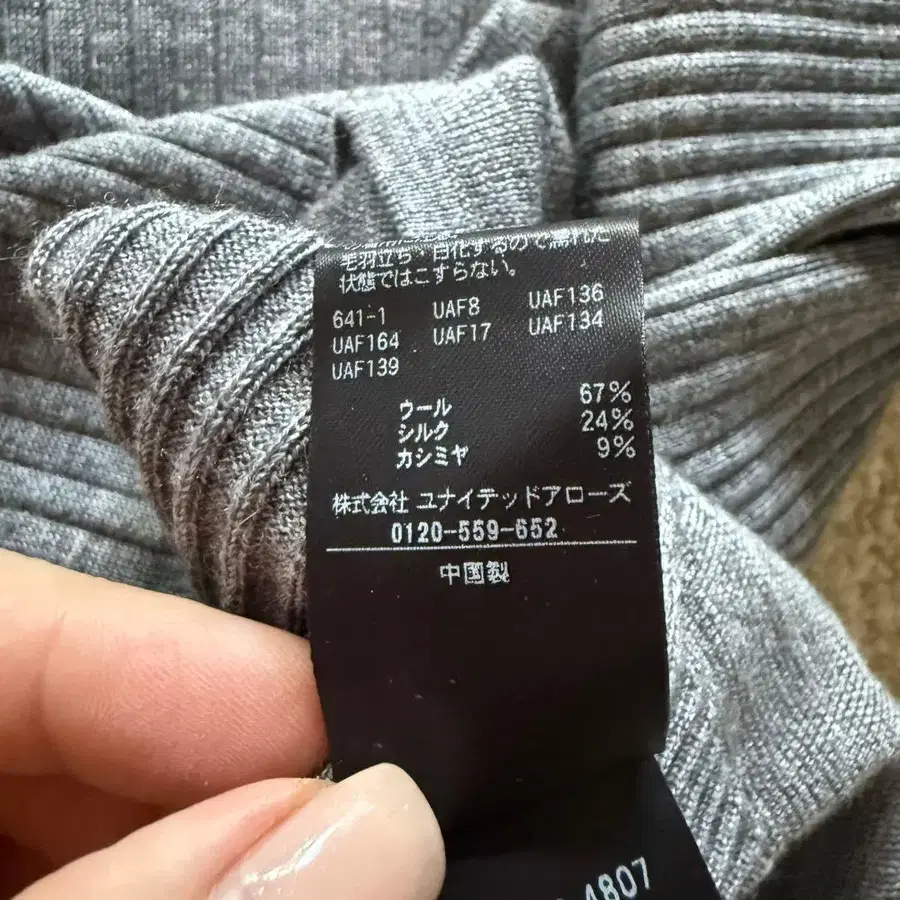 毛羽立ち・白化するので濡れた
状態ではこすらない。
641-1 UAF8 UAF136
UAF164 UAF17 UAF134
UAF139
ウール 67%
シルク 24%
カシミヤ 9%
株式会社 ユナイテッドアローズ
0120-559-652
中国製
4807